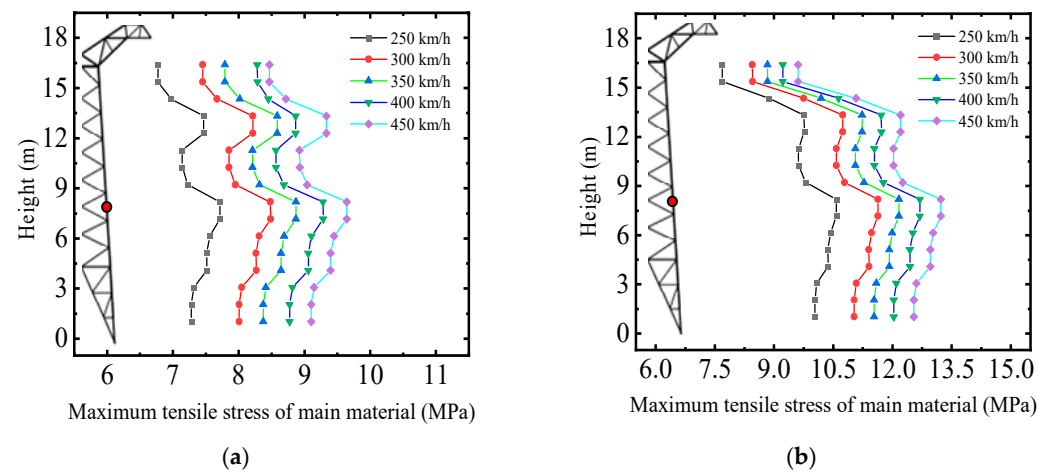 18
15
12
9
6
3
0
Height (m)
250 km/h
300 km/h
350 km/h
400 km/h
450 km/h
6 7 8 9 10 11
Maximum tensile stress of main material (MPa)
(a)
18
15
12
9
6
3
0
Height (m)
250 km/h
300 km/h
350 km/h
400 km/h
450 km/h
6.0 7.5 9.0 10.5 12.0 13.5 15.0
Maximum tensile stress of main material (MPa)
(b)